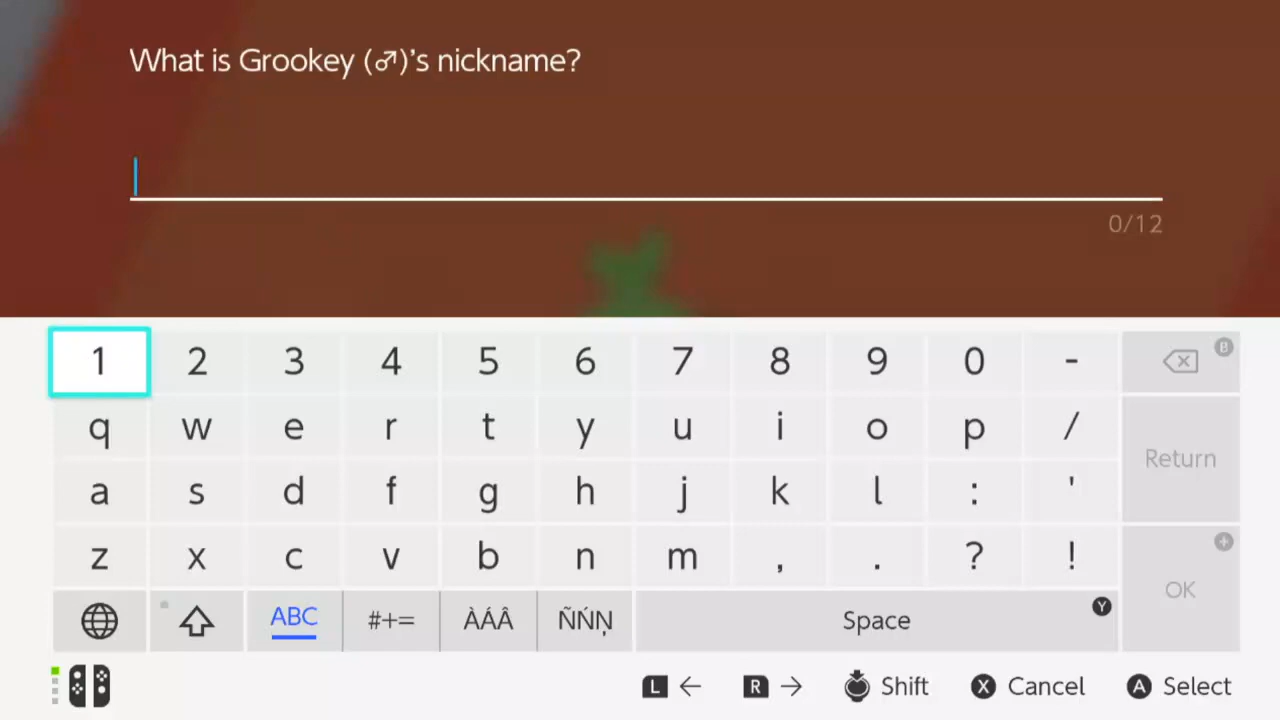 What is Grookey (♂)'s nickname?
0/12
1 2 3 4 5 6 7 8 9 0 - B
q w e r t y u i o p / Return
a s d f g h j k l : '
z x c v b n m , . ? ! + OK
ABC #+= ÀÁÂ ÑŃŅ Space Y
L ← R → Shift X Cancel A Select